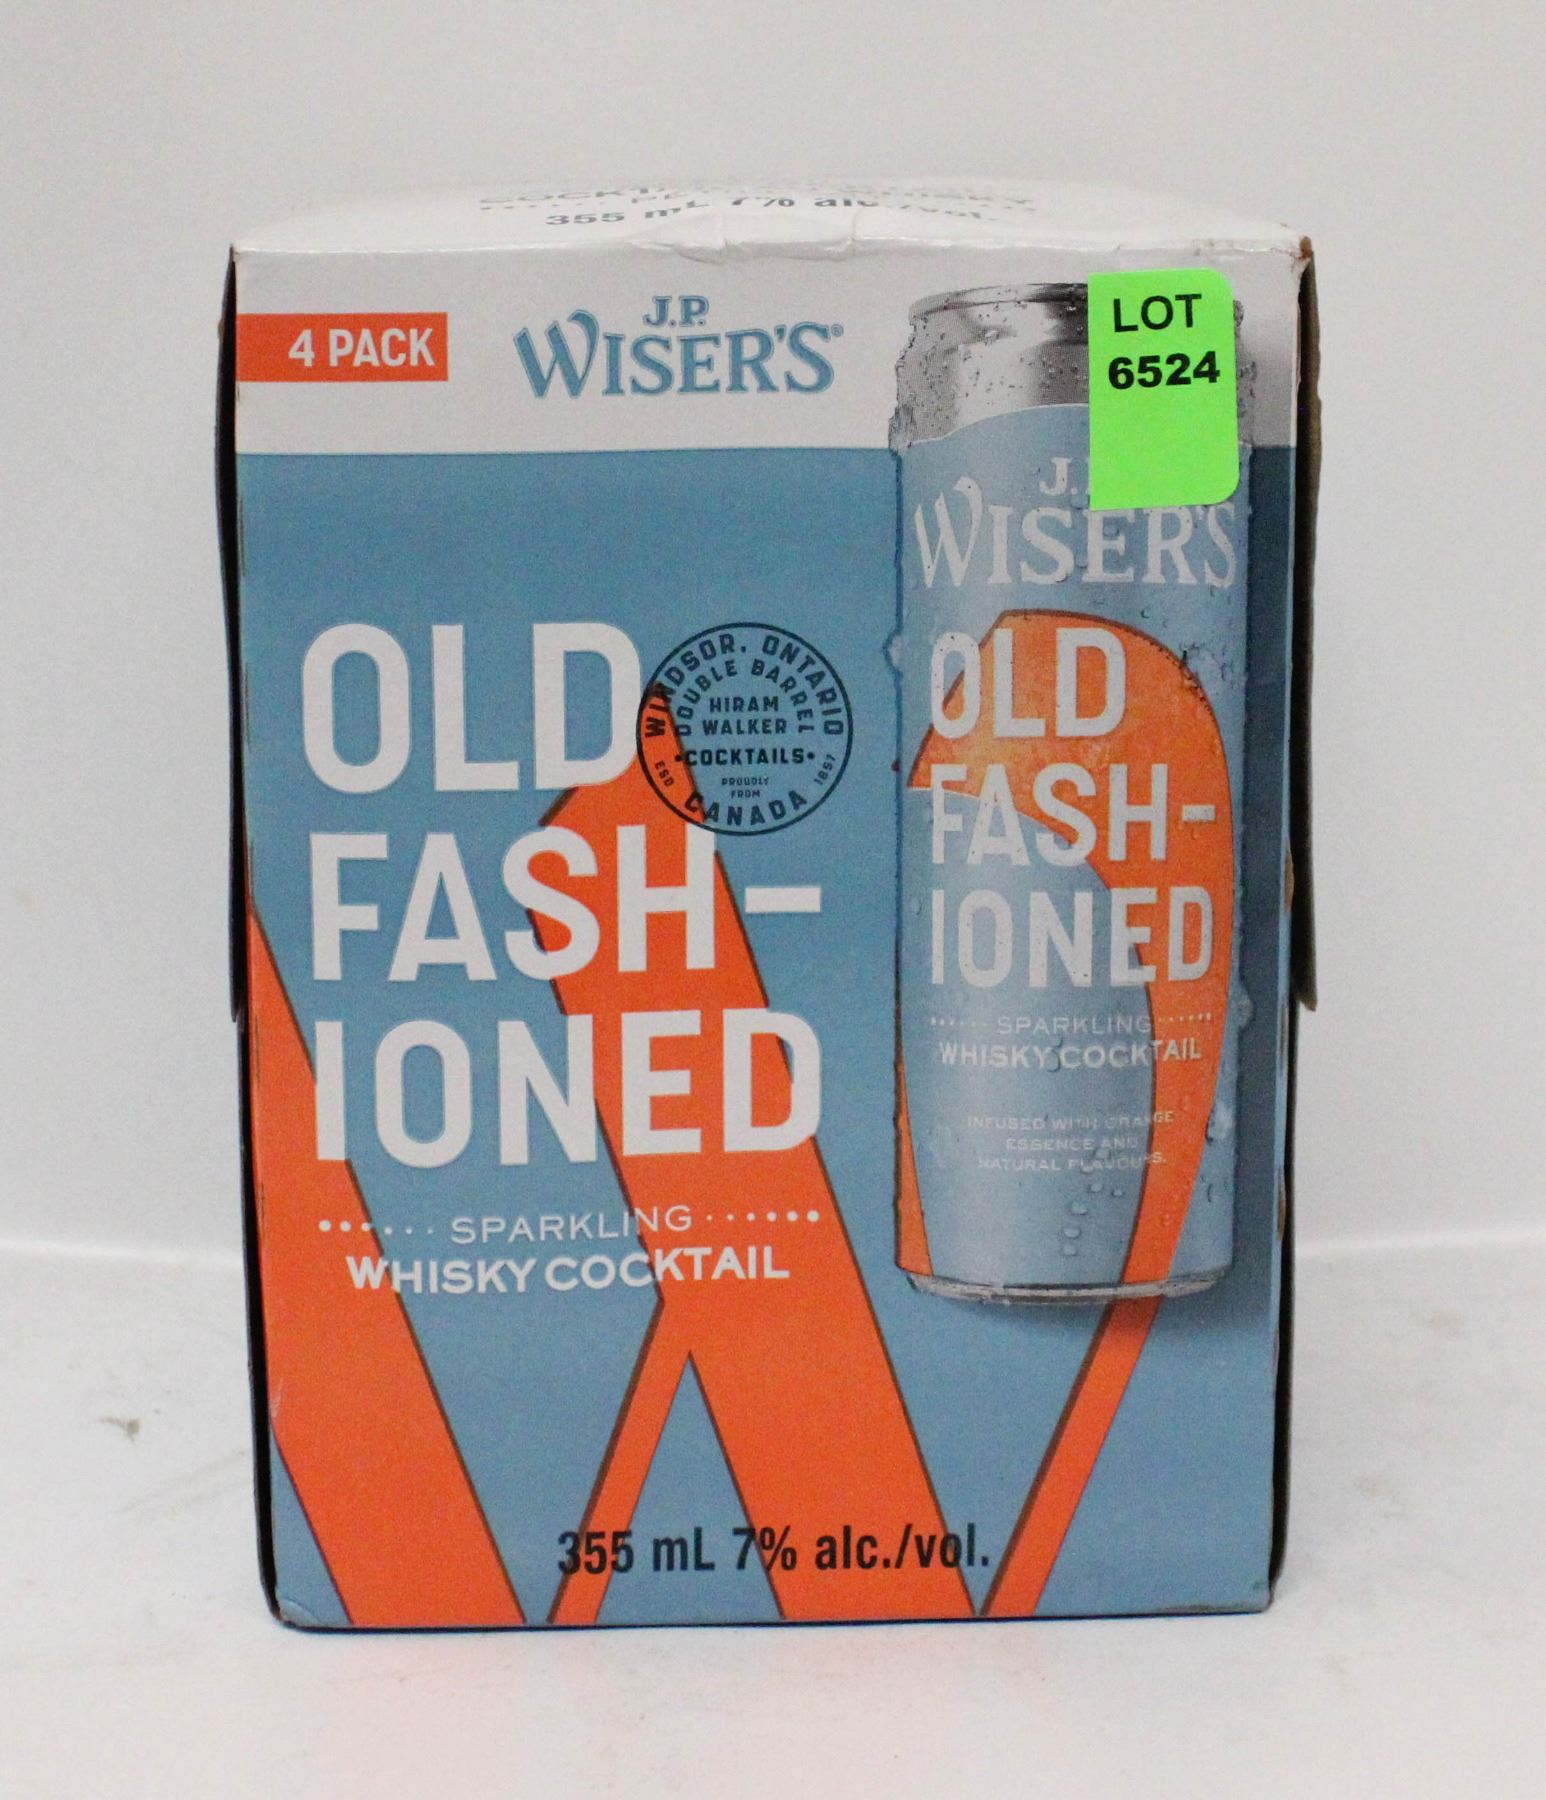 355 mL 7% alc./vol.
4 PACK
J.P.
WISER'S
LOT
6524
WISER'S
OLD
FASH-
IONED
WINDSOR, ONTARIO
DOUBLE BARREL
HIRAM
WALKER
•COCKTAILS•
PROUDLY
FROM
ESD 1857
CANADA
SPARKLING
WHISKY COCKTAIL
OLD
FASH-
IONED
SPARKLING
WHISKY COCKTAIL
INFUSED WITH ORANGE
ESSENCE AND
NATURAL FLAVOURS.
355 mL 7% alc./vol.